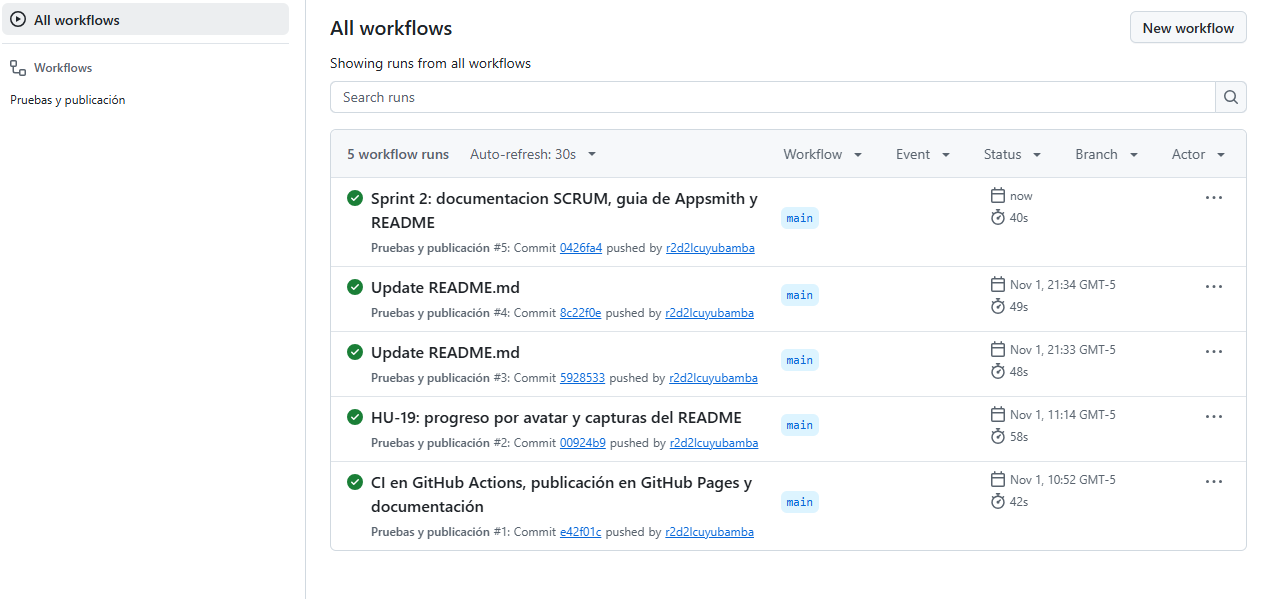 All workflows
Workflows
Pruebas y publicación
All workflows
New workflow
Showing runs from all workflows
Search runs
5 workflow runs Auto-refresh: 30s Workflow Event Status Branch Actor
Sprint 2: documentacion SCRUM, guia de Appsmith y
README
Pruebas y publicación #5: Commit 0426fa4 pushed by r2d2lcuyubamba
main
now
40s
Update README.md
Pruebas y publicación #4: Commit 8c22f0e pushed by r2d2lcuyubamba
main
Nov 1, 21:34 GMT-5
49s
Update README.md
Pruebas y publicación #3: Commit 5928533 pushed by r2d2lcuyubamba
main
Nov 1, 21:33 GMT-5
48s
HU-19: progreso por avatar y capturas del README
Pruebas y publicación #2: Commit 00924b9 pushed by r2d2lcuyubamba
main
Nov 1, 11:14 GMT-5
58s
CI en GitHub Actions, publicación en GitHub Pages y
documentación
Pruebas y publicación #1: Commit e42f01c pushed by r2d2lcuyubamba
main
Nov 1, 10:52 GMT-5
42s